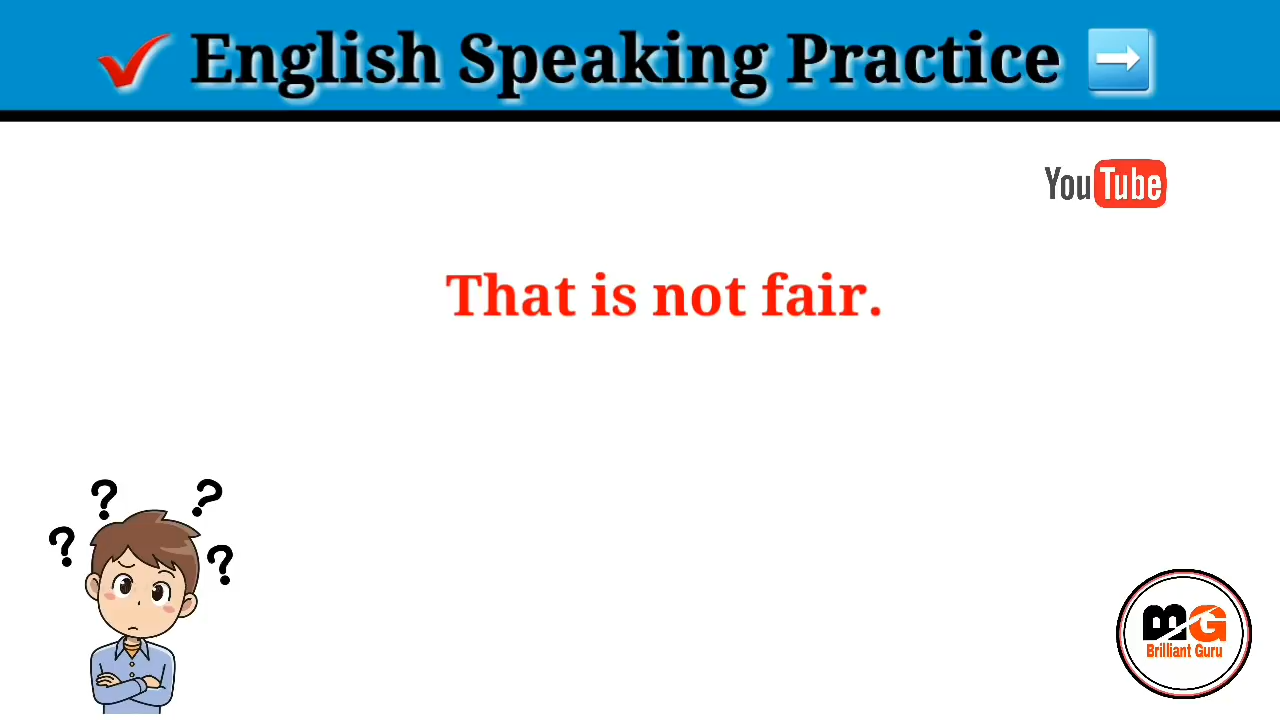 English Speaking Practice
YouTube
That is not fair.
? ? ? ?
BG
Brilliant Guru